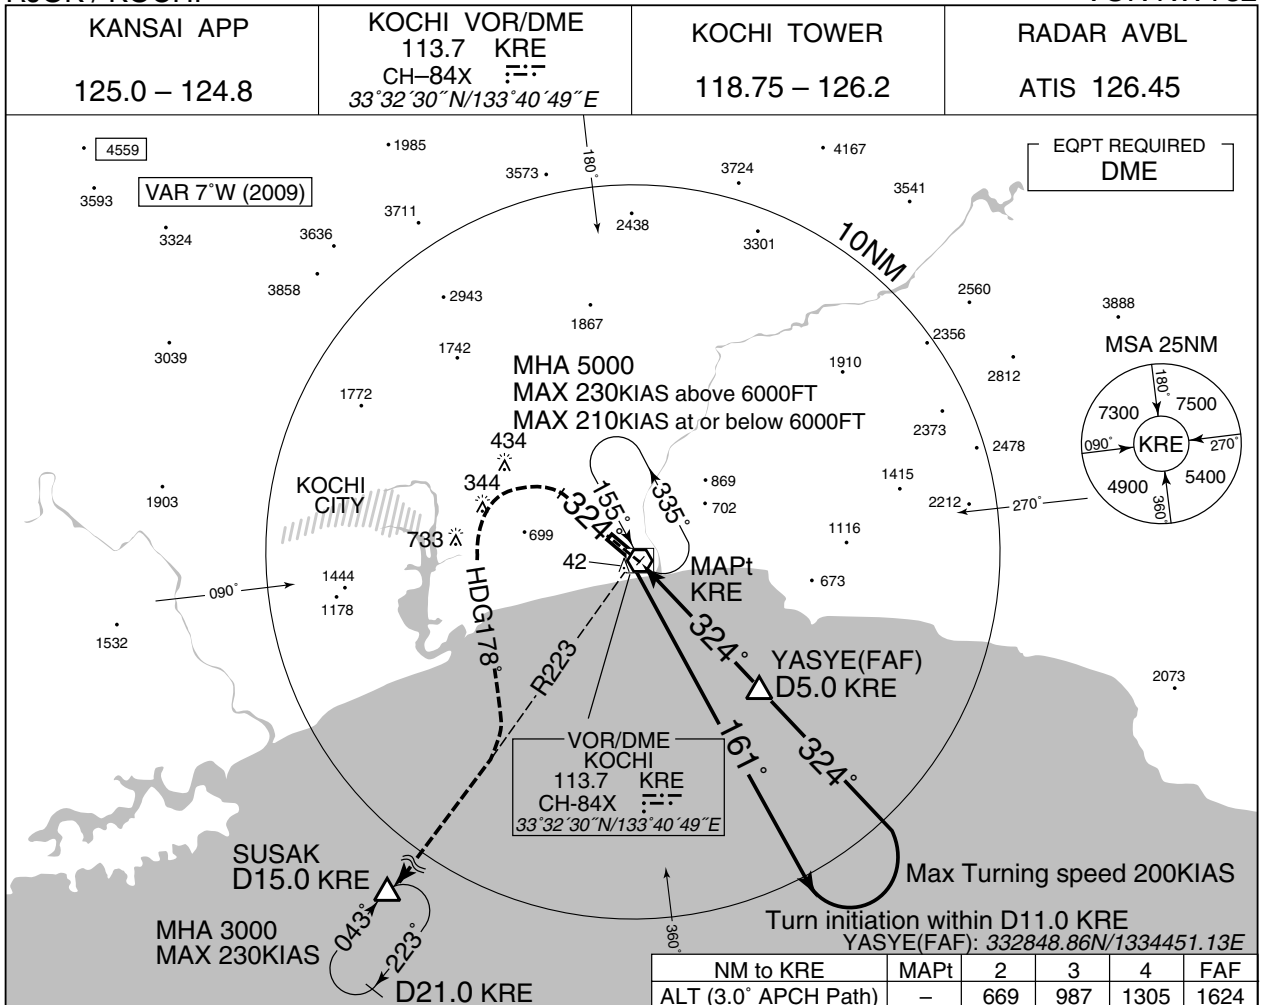 KANSAI APP
125.0 – 124.8
KOCHI VOR/DME
113.7 KRE
CH–84X
33°32´30˝N/133°40´49˝E
KOCHI TOWER
118.75 – 126.2
RADAR AVBL
ATIS 126.45
4559
1985
3573
180°
3724
4167
EQPT REQUIRED
DME
3593
VAR 7°W (2009)
3541
3711
2438
3324
3636
3301
10NM
3858
2943
2560
3888
1867
2356
3039
1742
MSA 25NM
1910
2812
MHA 5000
MAX 230KIAS above 6000FT
MAX 210KIAS at or below 6000FT
1772
2373
2478
180°
7300
7500
090°
KRE
270°
4900
5400
360°
434
344
KOCHI
CITY
1903
869
702
1415
2212
270°
155°
335°
324°
733
699
1116
42
MAPt
KRE
673
090°
1444
1178
HDG178°
1532
R223
324°
YASYE(FAF)
D5.0 KRE
2073
161°
324°
VOR/DME
KOCHI
113.7 KRE
CH-84X
33°32´30˝N/133°40´49˝E
SUSAK
D15.0 KRE
Max Turning speed 200KIAS
MHA 3000
MAX 230KIAS
043°
223°
D21.0 KRE
360°
Turn initiation within D11.0 KRE
YASYE(FAF): 332848.86N/1334451.13E
NM to KRE MAPt 2 3 4 FAF
ALT (3.0° APCH Path) – 669 987 1305 1624